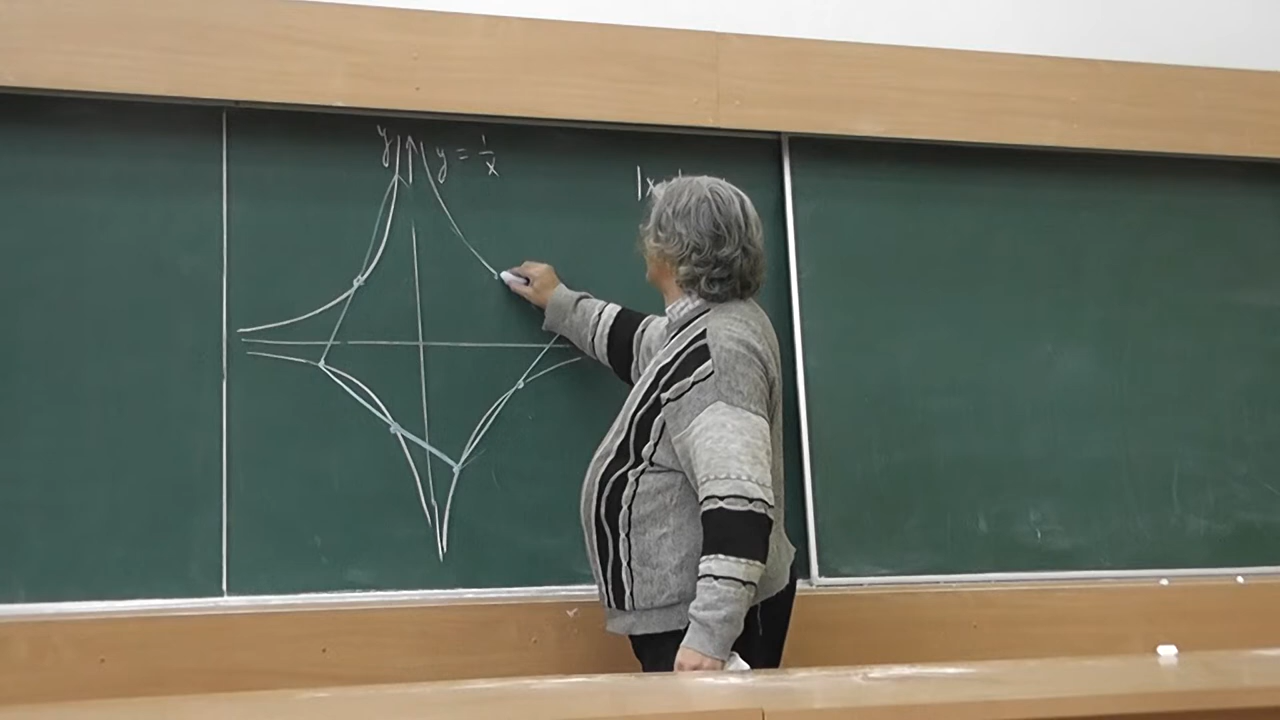 y
y = 1/x
|x